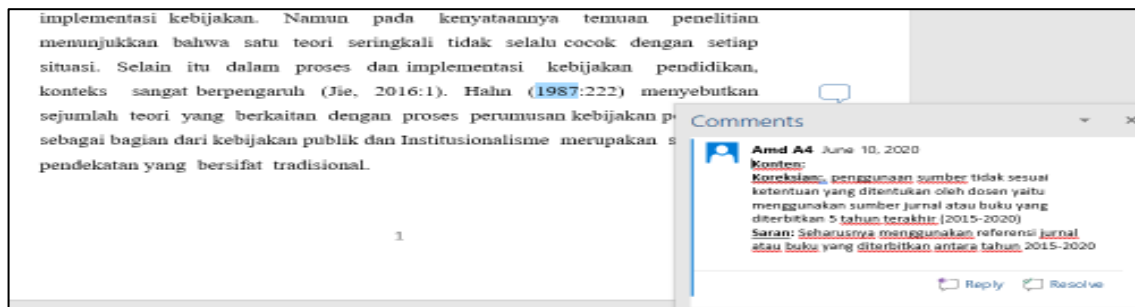 implementasi kebijakan. Namun pada kenyataannya temuan penelitian
menunjukkan bahwa satu teori seringkali tidak selalu cocok dengan setiap
situasi. Selain itu dalam proses dan implementasi kebijakan pendidikan,
konteks sangat berpengaruh (Jie, 2016:1). Hahn (1987:222) menyebutkan
sejumlah teori yang berkaitan dengan proses perumusan kebijakan p
sebagai bagian dari kebijakan publik dan Institusionalisme merupakan s
pendekatan yang bersifat tradisional.
1
Comments
Amd A4 June 10, 2020
Konten:
Koreksian:, penggunaan sumber tidak sesuai
ketentuan yang ditentukan oleh dosen yaitu
menggunakan sumber jurnal atau buku yang
diterbitkan 5 tahun terakhir (2015-2020)
Saran: Seharusnya menggunakan referensi jurnal
atau buku yang diterbitkan antara tahun 2015-2020
Reply Resolve